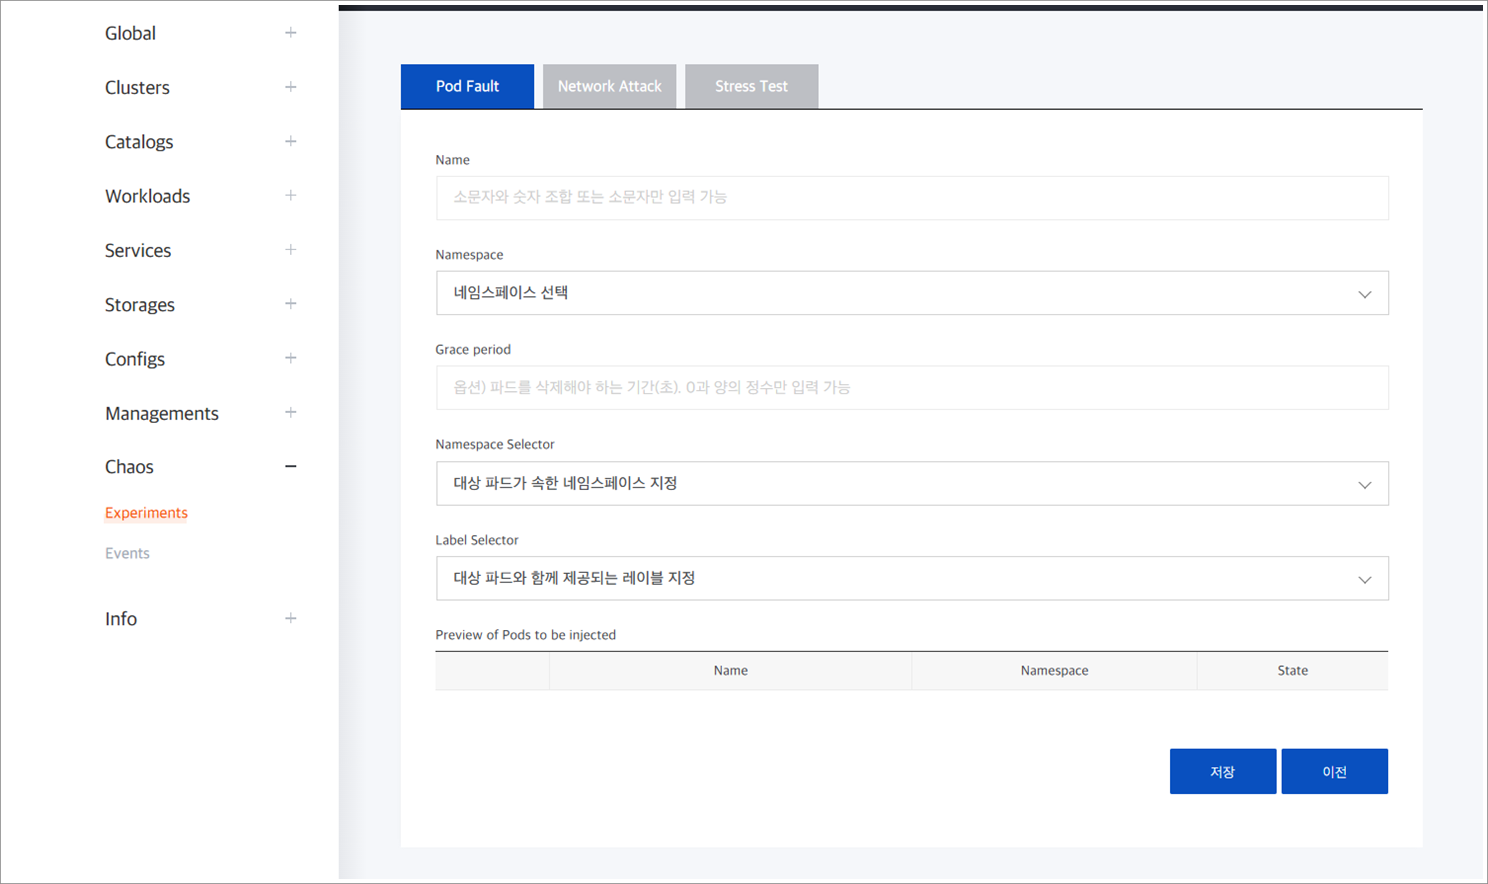 Global
Clusters
Catalogs
Workloads
Services
Storages
Configs
Managements
Chaos
Experiments
Events
Info
Pod Fault
Network Attack
Stress Test
Name
소문자와 숫자 조합 또는 소문자만 입력 가능
Namespace
네임스페이스 선택
Grace period
옵션) 파드를 삭제해야 하는 기간(초). 0과 양의 정수만 입력 가능
Namespace Selector
대상 파드가 속한 네임스페이스 지정
Label Selector
대상 파드와 함께 제공되는 레이블 지정
Preview of Pods to be injected
Name Namespace State
저장 이전